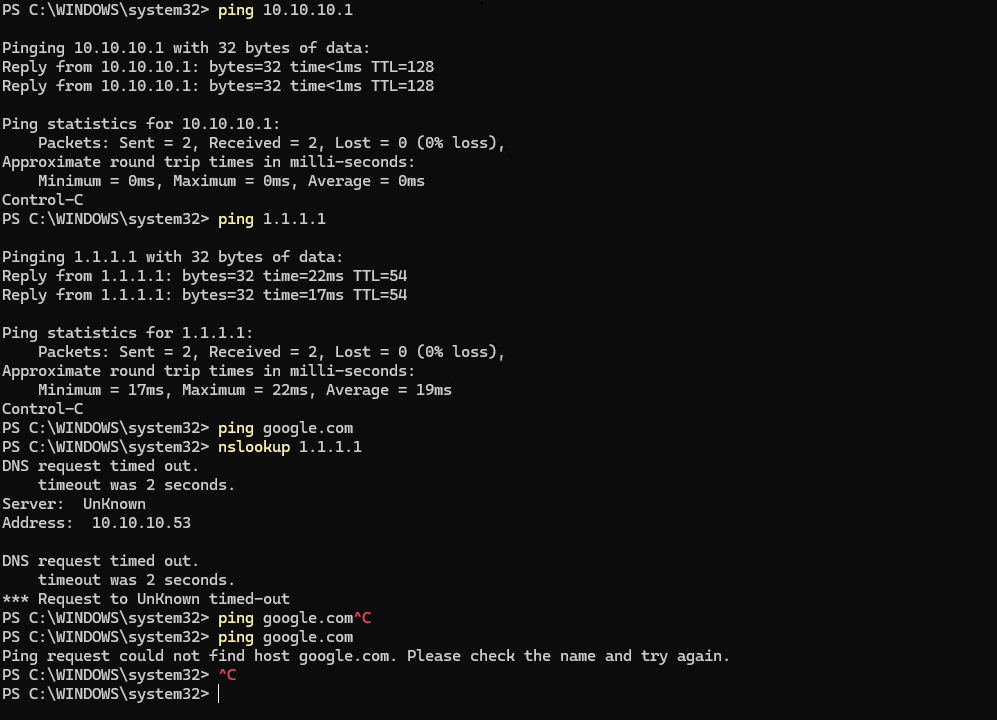 PS C:\WINDOWS\system32> ping 10.10.10.1
Pinging 10.10.10.1 with 32 bytes of data:
Reply from 10.10.10.1: bytes=32 time<1ms TTL=128
Reply from 10.10.10.1: bytes=32 time<1ms TTL=128
Ping statistics for 10.10.10.1:
    Packets: Sent = 2, Received = 2, Lost = 0 (0% loss),
Approximate round trip times in milli-seconds:
    Minimum = 0ms, Maximum = 0ms, Average = 0ms
Control-C
PS C:\WINDOWS\system32> ping 1.1.1.1
Pinging 1.1.1.1 with 32 bytes of data:
Reply from 1.1.1.1: bytes=32 time=22ms TTL=54
Reply from 1.1.1.1: bytes=32 time=17ms TTL=54
Ping statistics for 1.1.1.1:
    Packets: Sent = 2, Received = 2, Lost = 0 (0% loss),
Approximate round trip times in milli-seconds:
    Minimum = 17ms, Maximum = 22ms, Average = 19ms
Control-C
PS C:\WINDOWS\system32> ping google.com
PS C:\WINDOWS\system32> nslookup 1.1.1.1
DNS request timed out.
    timeout was 2 seconds.
Server:  UnKnown
Address:  10.10.10.53
DNS request timed out.
    timeout was 2 seconds.
*** Request to UnKnown timed-out
PS C:\WINDOWS\system32> ping google.com^C
PS C:\WINDOWS\system32> ping google.com
Ping request could not find host google.com. Please check the name and try again.
PS C:\WINDOWS\system32> ^C
PS C:\WINDOWS\system32>